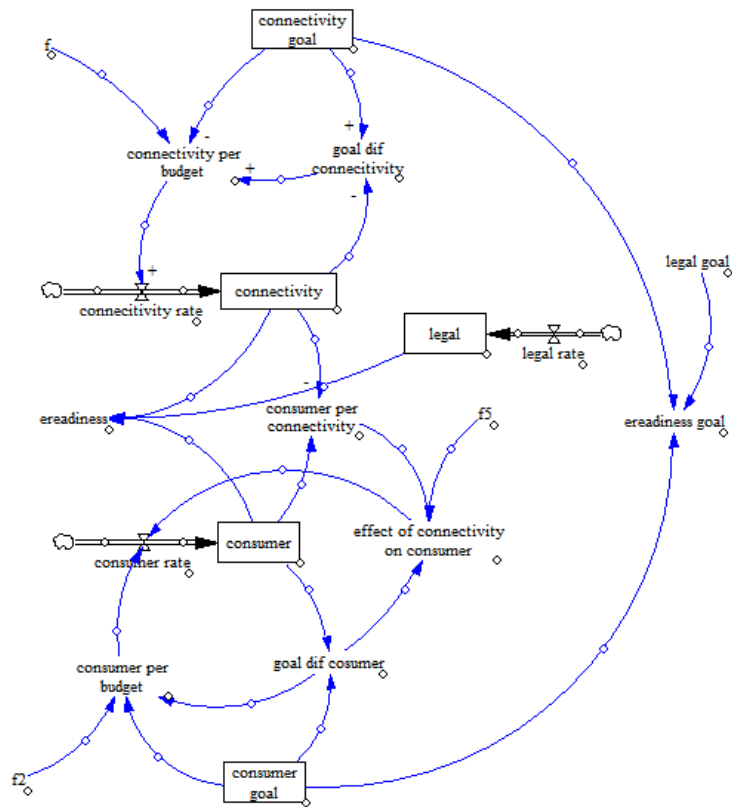 connectivity
goal
f
-
+
connectivity per
budget
+
goal dif
connecitivity
-
+
connecitivity rate
connectivity
legal goal
legal
legal rate
-
consumer per
connectivity
ereadiness
f5
ereadiness goal
consumer rate
consumer
effect of connectivity
on consumer
consumer per
budget
goal dif cosumer
f2
consumer
goal